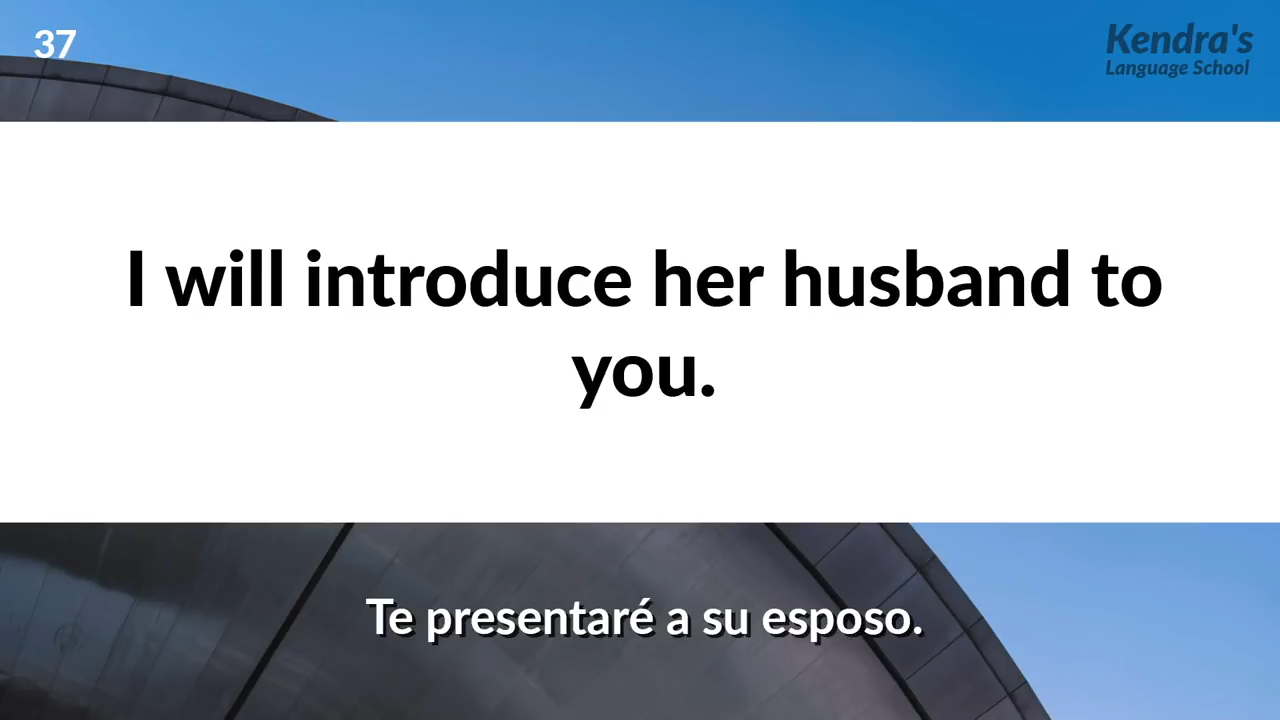 37
Kendra's
Language School
I will introduce her husband to
you.
Te presentaré a su esposo.